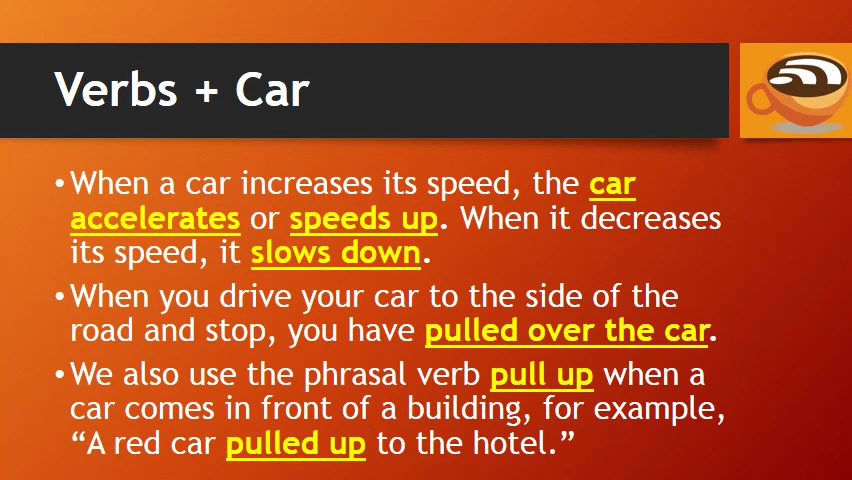 Verbs + Car
• When a car increases its speed, the car
accelerates or speeds up. When it decreases
its speed, it slows down.
• When you drive your car to the side of the
road and stop, you have pulled over the car.
• We also use the phrasal verb pull up when a
car comes in front of a building, for example,
“A red car pulled up to the hotel.”